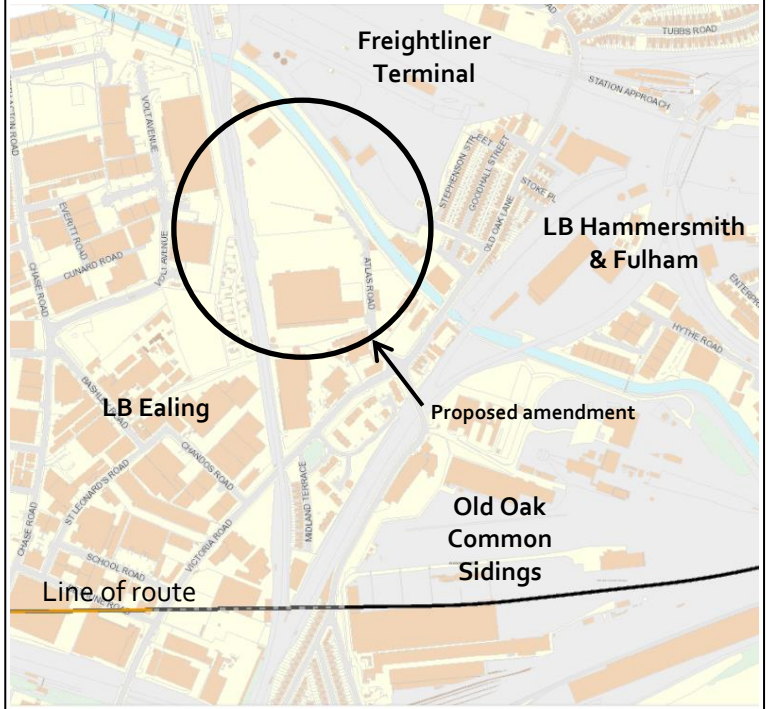 Freightliner
Terminal
TUBBS ROAD
STATION APPROACH
VOLT AVENUE
STEPHENSON STREET
GOODHALL STREET
STOKE PL
OLD OAK LANE
EVERITT ROAD
CUNARD ROAD
VOLT AVENUE
CHASE ROAD
ATLAS ROAD
LB Hammersmith
& Fulham
HYTHE ROAD
LB Ealing
Proposed amendment
CHANDOS ROAD
ST LEONARD'S ROAD
CHASE ROAD
VICTORIA ROAD
MIDLAND TERRACE
Old Oak
Common
Sidings
SCHOOL ROAD
Line of route